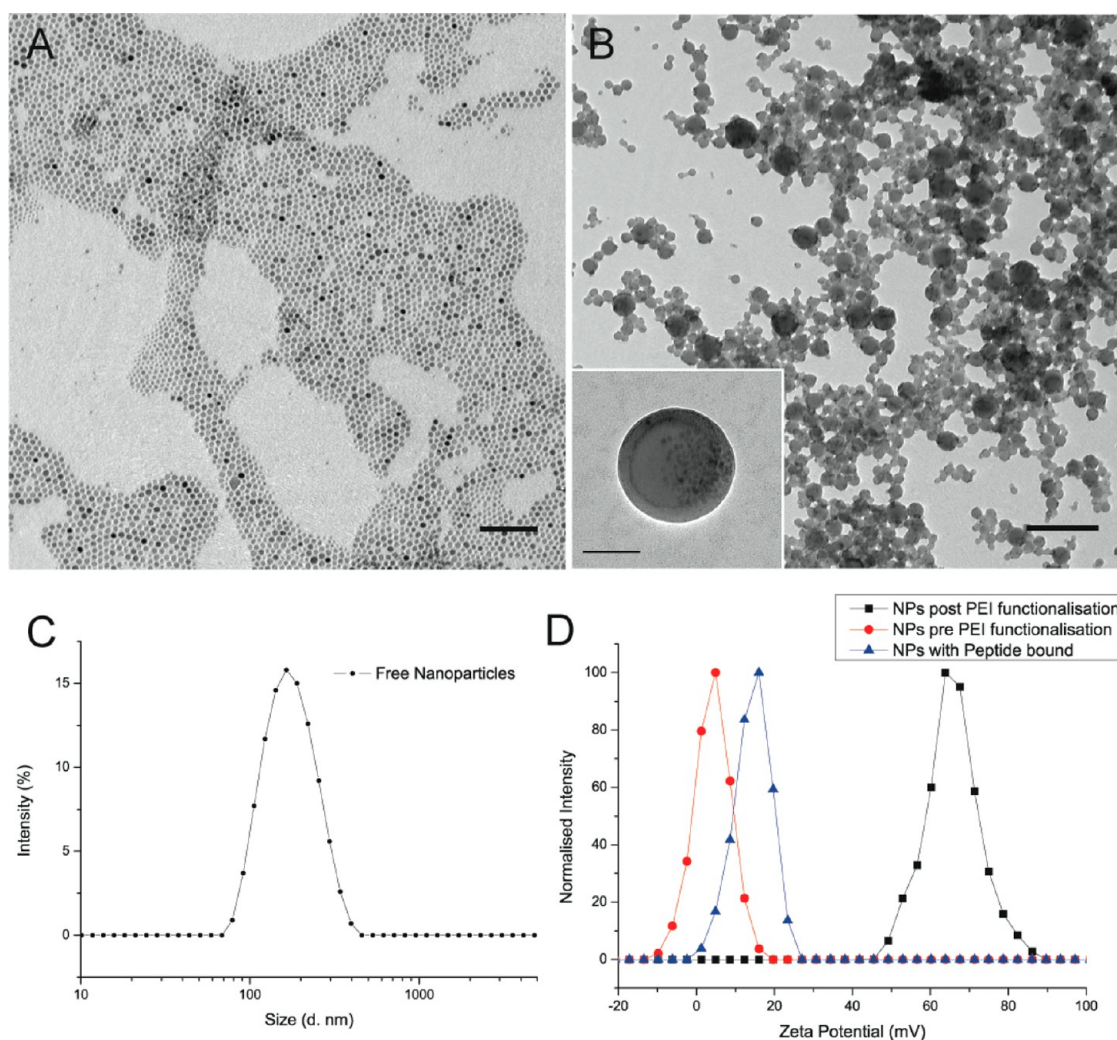 A
B
C
Free Nanoparticles
15
10
5
0
Intensity (%)
10
100
1000
Size (d. nm)
D
NPs post PEI functionalisation
NPs pre PEI functionalisation
NPs with Peptide bound
100
80
60
40
20
0
Normalised Intensity
-20
0
20
40
60
80
100
Zeta Potential (mV)